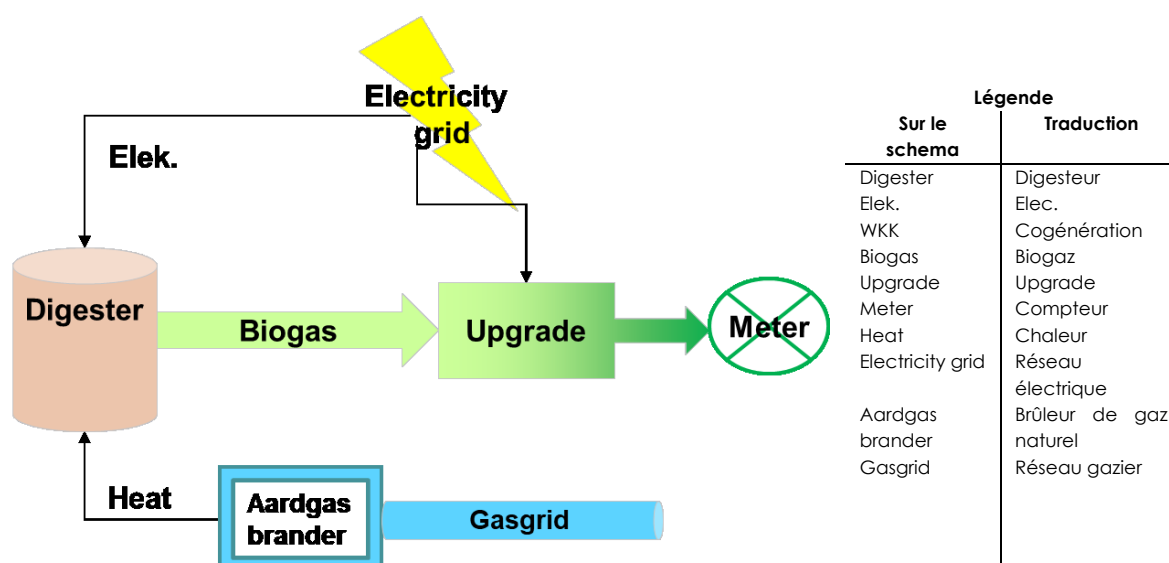 Electricity
grid
Elek.
Digester
Biogas
Upgrade
Meter
Heat
Aardgas
brander
Gasgrid
Légende
Sur le
schema
Traduction
Digester Digesteur
Elek. Elec.
WKK Cogénération
Biogas Biogaz
Upgrade Upgrade
Meter Compteur
Heat Chaleur
Electricity grid Réseau
électrique
Aardgas Brûleur de gaz
brander naturel
Gasgrid Réseau gazier